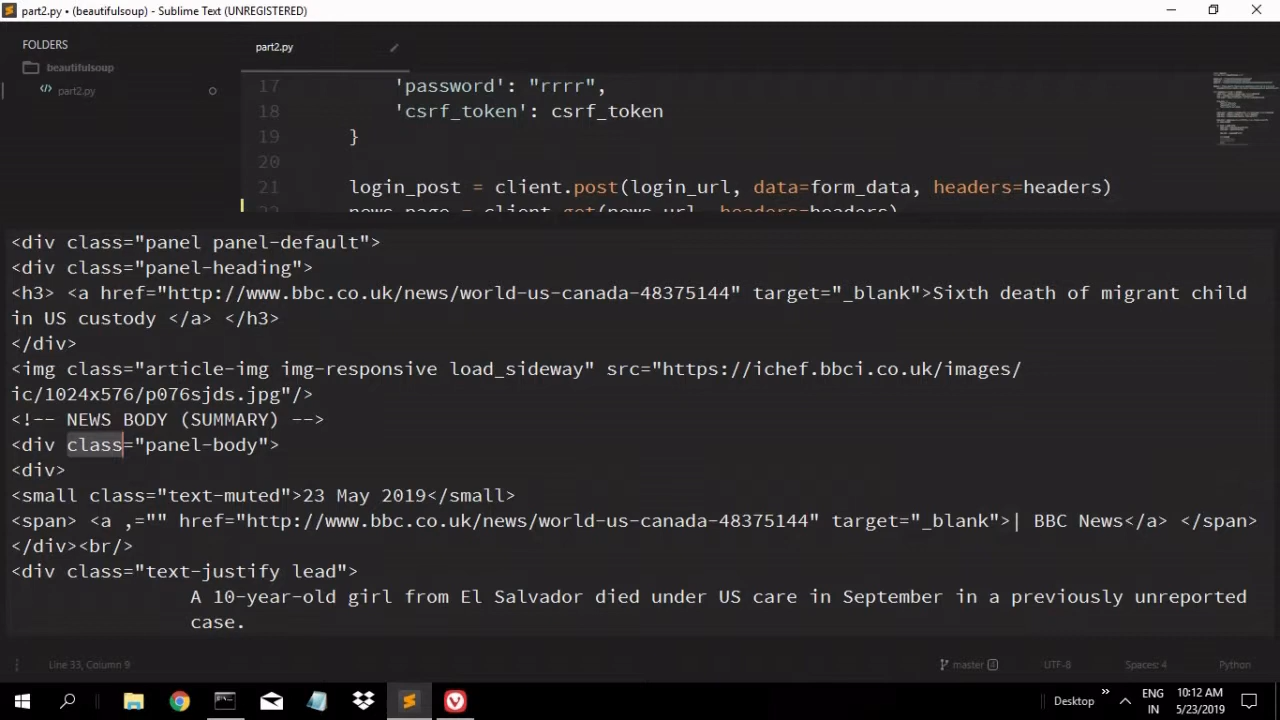 part2.py • (beautifulsoup) - Sublime Text (UNREGISTERED)
FOLDERS
beautifulsoup
part2.py
part2.py
17 'password': "rrrr",
18 'csrf_token': csrf_token
19 }
20
21 login_post = client.post(login_url, data=form_data, headers=headers)
22 news_page = client.get(news_url, headers=headers)
<div class="panel panel-default">
<div class="panel-heading">
<h3> <a href="http://www.bbc.co.uk/news/world-us-canada-48375144" target="_blank">Sixth death of migrant child
in US custody </a> </h3>
</div>
<img class="article-img img-responsive load_sideway" src="https://ichef.bbci.co.uk/images/
ic/1024x576/p076sjds.jpg"/>
<!-- NEWS BODY (SUMMARY) -->
<div class="panel-body">
<div>
<small class="text-muted">23 May 2019</small>
<span> <a ,="" href="http://www.bbc.co.uk/news/world-us-canada-48375144" target="_blank">| BBC News</a> </span>
</div><br/>
<div class="text-justify lead">
A 10-year-old girl from El Salvador died under US care in September in a previously unreported
case.
Line 33, Column 9
master 4
UTF-8
Spaces: 4
Python
Desktop
ENG
IN
10:12 AM
5/23/2019